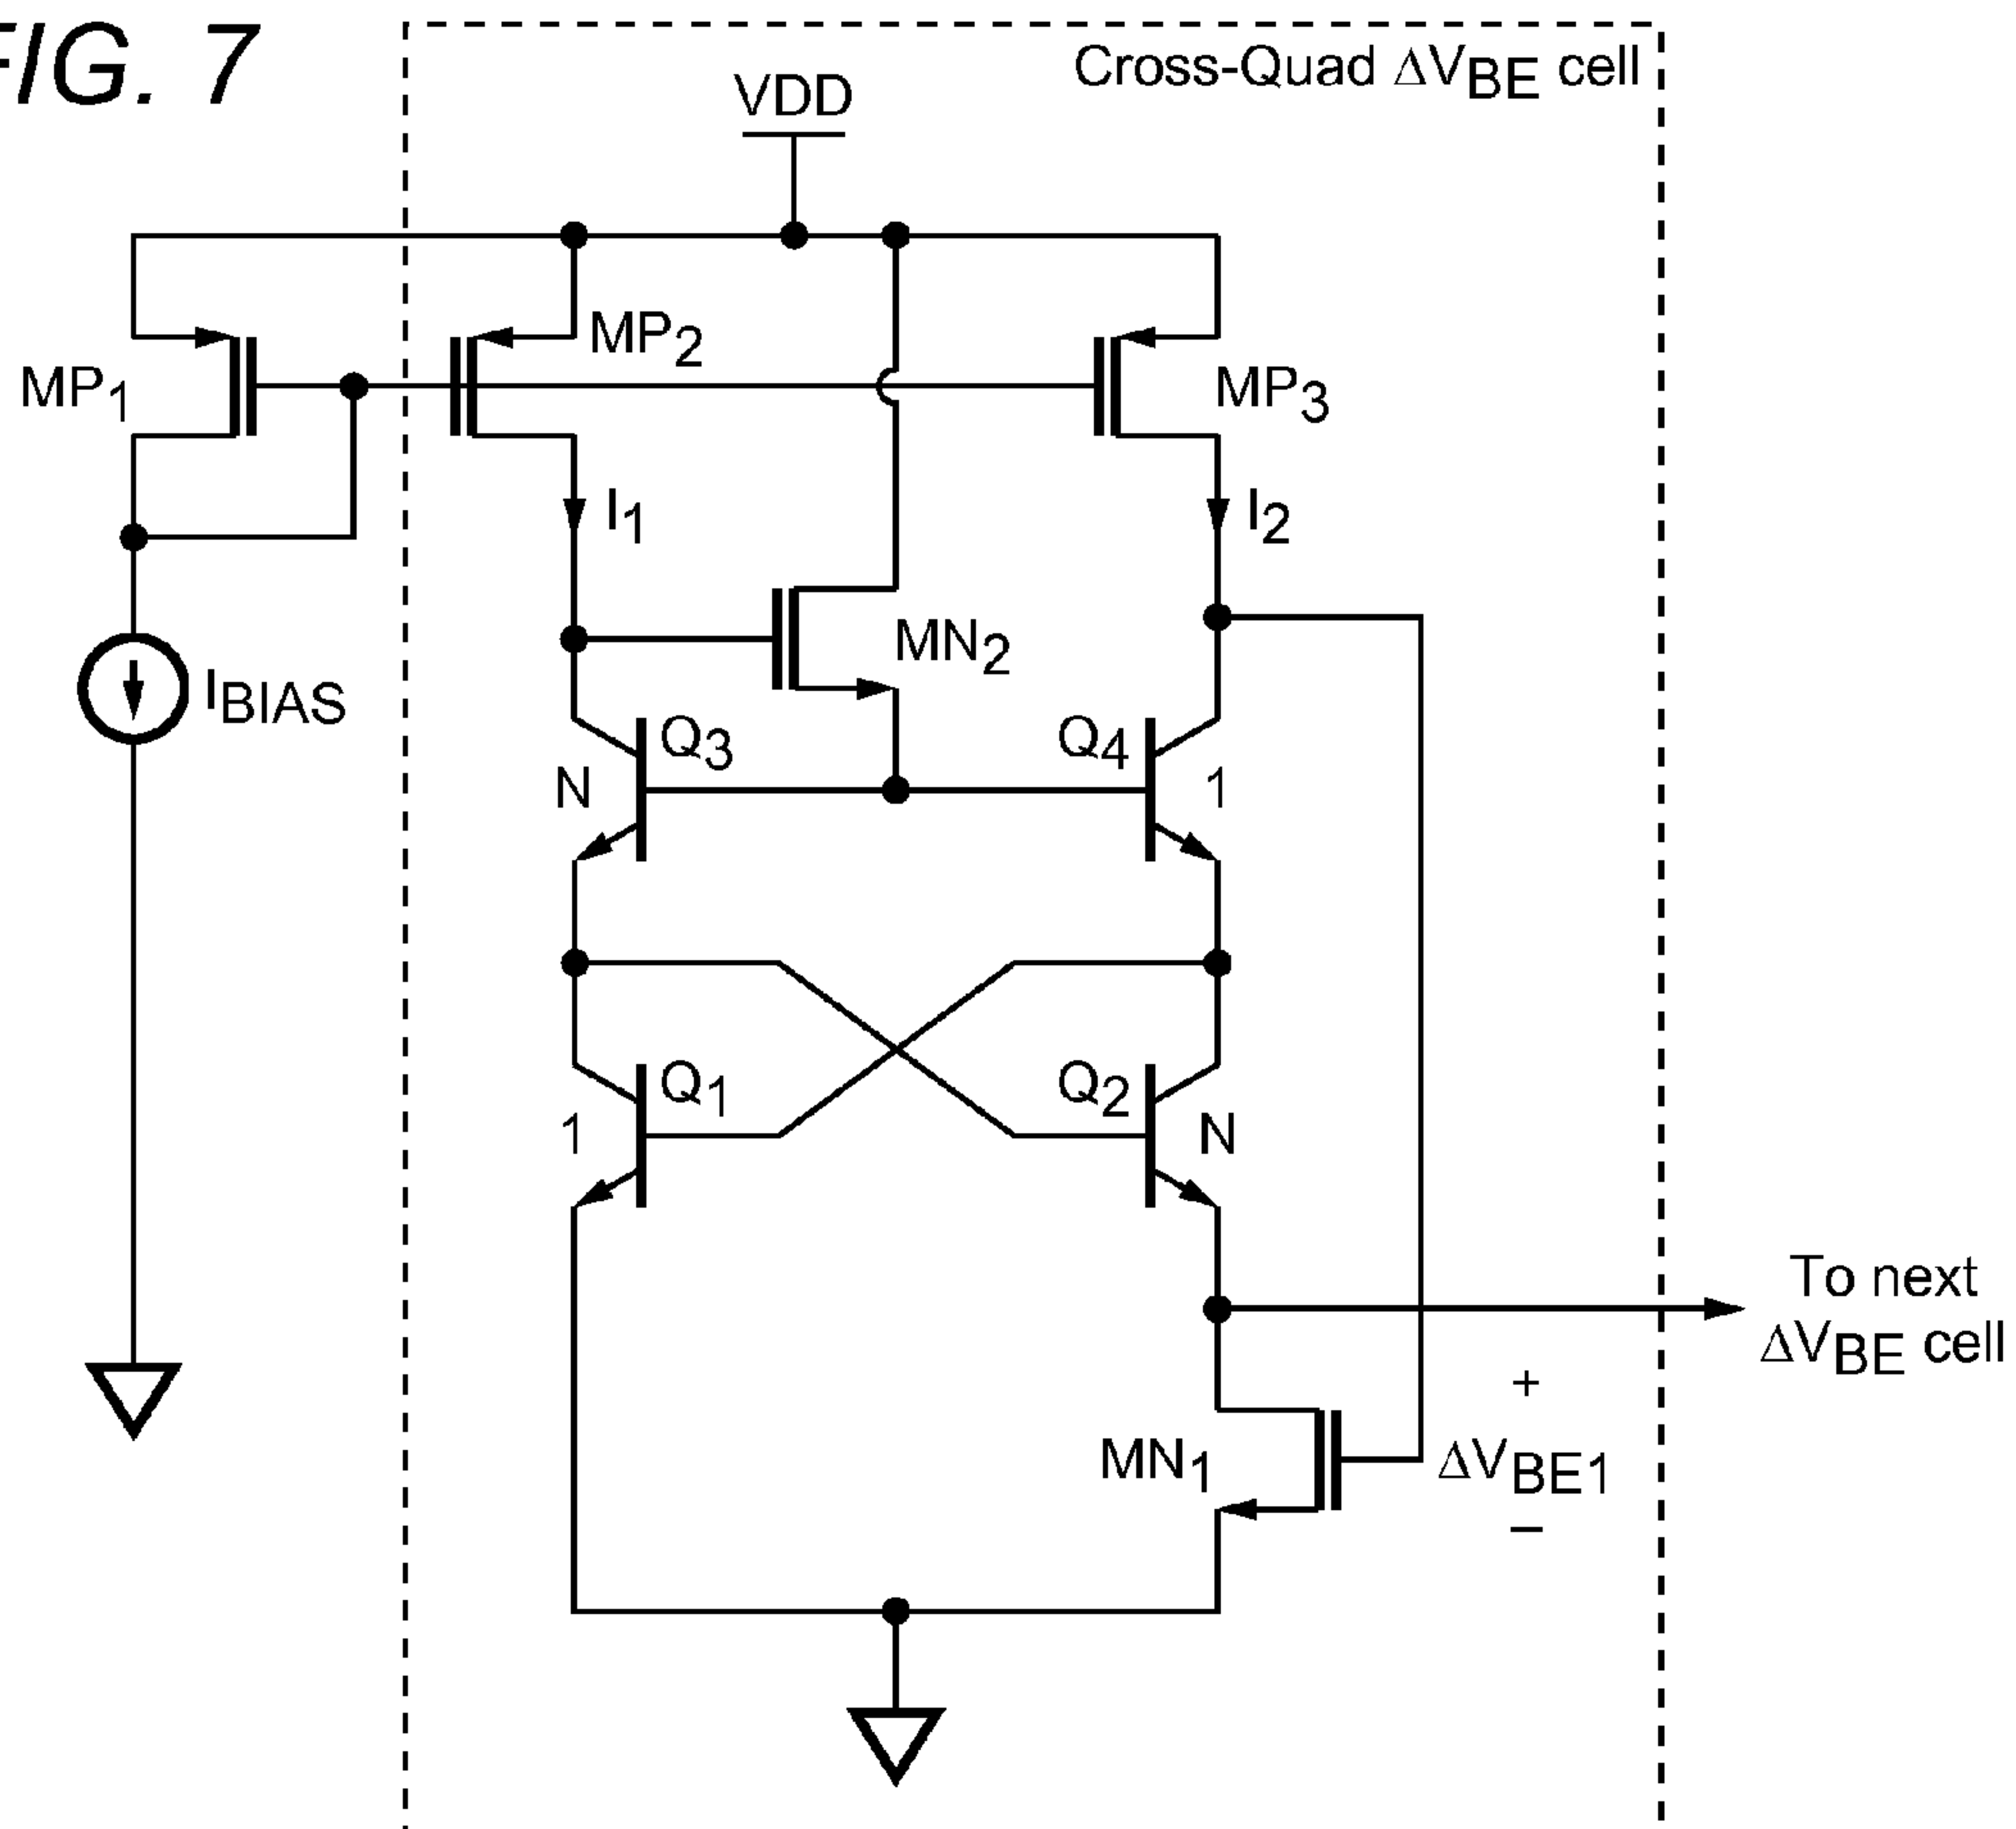 FIG. 7
Cross-Quad ΔVBE cell
VDD
MP1
MP2
MP3
I1
I2
MN2
IBIAS
Q3
Q4
N
1
Q1
Q2
1
N
To next
ΔVBE cell
+
MN1
ΔVBE1
–